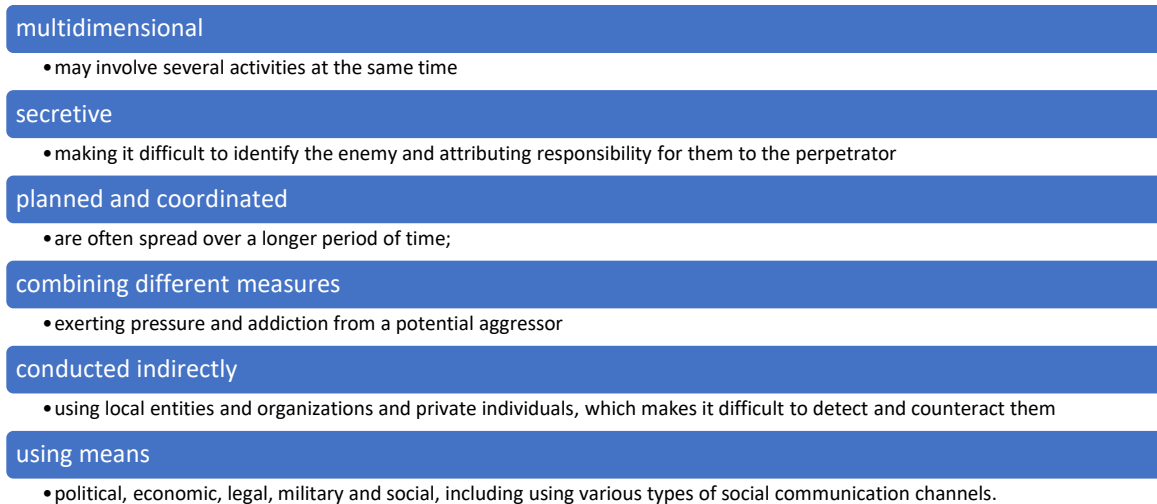 multidimensional
•may involve several activities at the same time
secretive
•making it difficult to identify the enemy and attributing responsibility for them to the perpetrator
planned and coordinated
•are often spread over a longer period of time;
combining different measures
•exerting pressure and addiction from a potential aggressor
conducted indirectly
•using local entities and organizations and private individuals, which makes it difficult to detect and counteract them
using means
•political, economic, legal, military and social, including using various types of social communication channels.